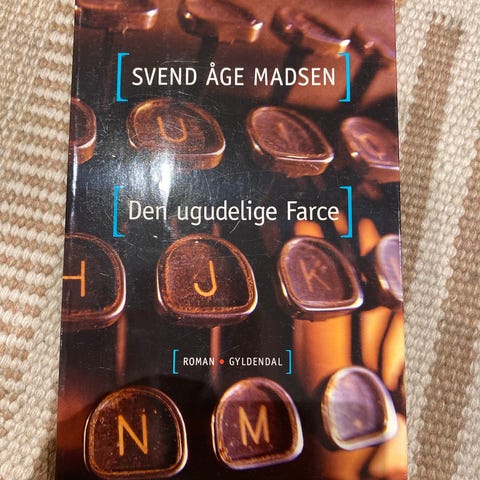 [SVEND ÅGE MADSEN]
U I
[Den ugudelige Farce]
H J K
[ROMAN • GYLDENDAL]
N M